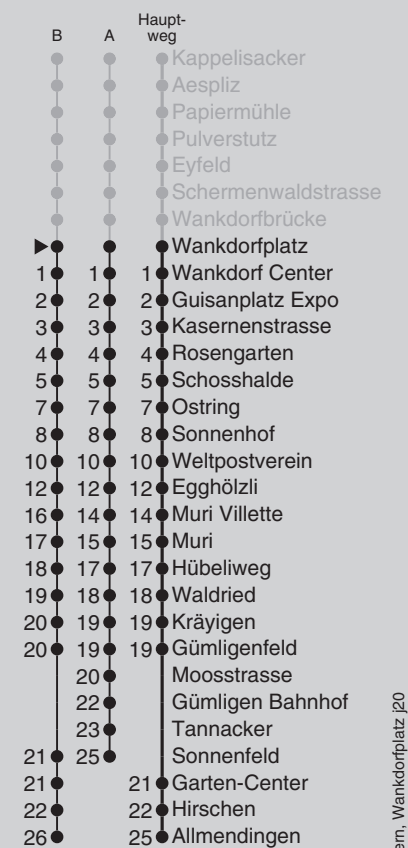 Haupt-
B A weg
Kappelisacker
Aespliz
Papiermühle
Pulverstutz
Eyfeld
Schermenwaldstrasse
Wankdorfbrücke
Wankdorfplatz
1 1 1 Wankdorf Center
2 2 2 Guisanplatz Expo
3 3 3 Kasernenstrasse
4 4 4 Rosengarten
5 5 5 Schosshalde
7 7 7 Ostring
8 8 8 Sonnenhof
10 10 10 Weltpostverein
12 12 12 Egghölzli
16 14 14 Muri Villette
17 15 15 Muri
18 17 17 Hübeliweg
19 18 18 Waldried
20 19 19 Kräyigen
20 19 19 Gümligenfeld
20 Moosstrasse
22 Gümligen Bahnhof
23 Tannacker
21 25 Sonnenfeld
21 21 Garten-Center
22 22 Hirschen
26 25 Allmendingen
ern, Wankdorfplatz j20